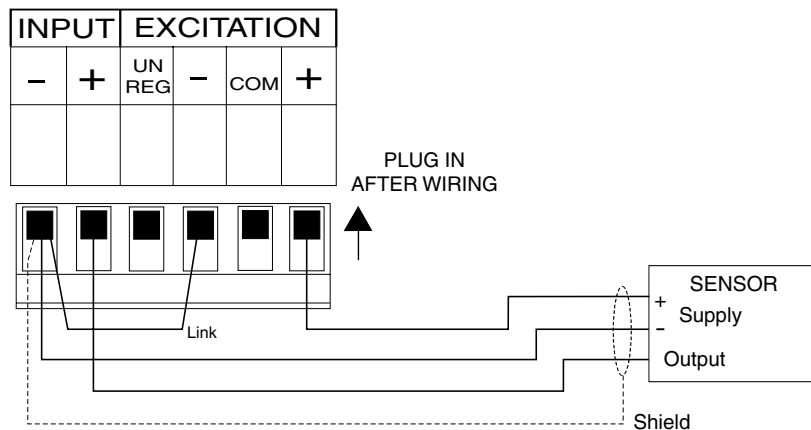 INPUT EXCITATION
- + UN REG - COM +
PLUG IN
AFTER WIRING
SENSOR
+ Supply
-
Output
Link
Shield